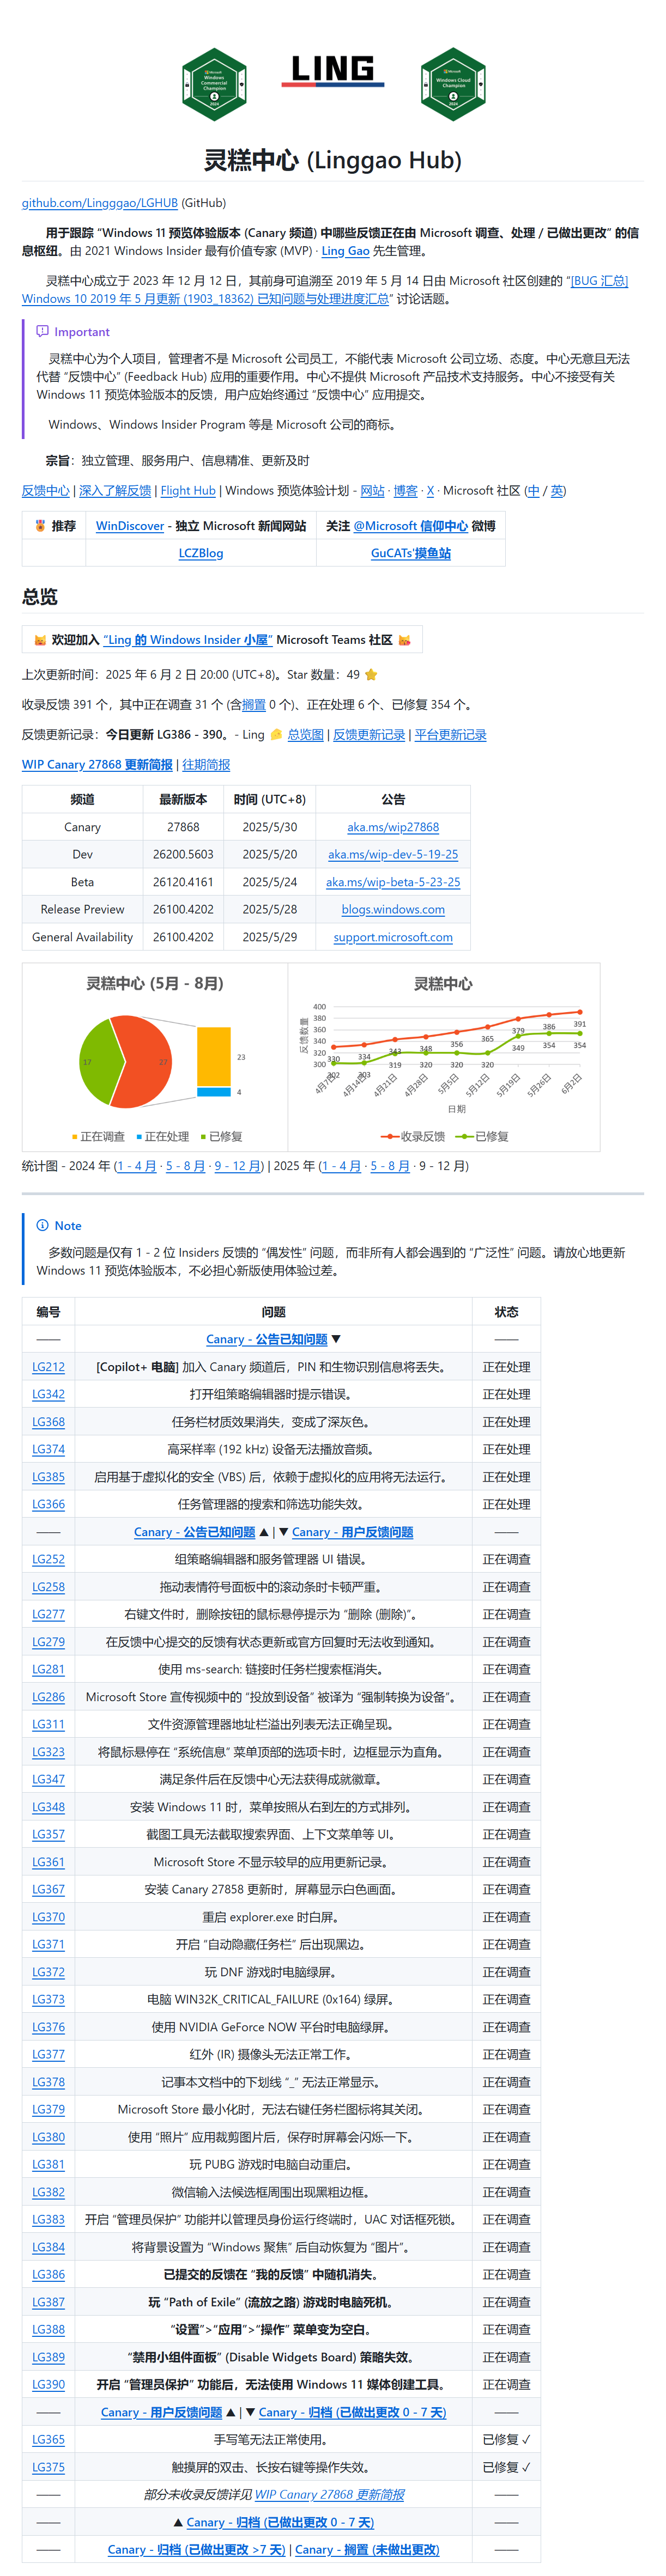 Microsoft
Windows
Commercial
Champion
2024
LING
Microsoft
Windows Cloud
Champion
2024
灵糕中心 (Linggao Hub)
github.com/Lingggao/LGHUB (GitHub)
用于跟踪 “Windows 11 预览体验版本 (Canary 频道) 中哪些反馈正在由 Microsoft 调查、处理 / 已做出更改” 的信
息枢纽。由 2021 Windows Insider 最有价值专家 (MVP) · Ling Gao 先生管理。
灵糕中心成立于 2023 年 12 月 12 日，其前身可追溯至 2019 年 5 月 14 日由 Microsoft 社区创建的 “[BUG 汇总]
Windows 10 2019 年 5 月更新 (1903_18362) 已知问题与处理进度汇总” 讨论话题。
Important
灵糕中心为个人项目，管理者不是 Microsoft 公司员工，不能代表 Microsoft 公司立场、态度。中心无意且无法
代替 “反馈中心” (Feedback Hub) 应用的重要作用。中心不提供 Microsoft 产品技术支持服务。中心不接受有关
Windows 11 预览体验版本的反馈，用户应始终通过 “反馈中心” 应用提交。
Windows、Windows Insider Program 等是 Microsoft 公司的商标。
宗旨：独立管理、服务用户、信息精准、更新及时
反馈中心 | 深入了解反馈 | Flight Hub | Windows 预览体验计划 - 网站 · 博客 · X · Microsoft 社区 (中 / 英)
🏅 推荐 WinDiscover - 独立 Microsoft 新闻网站 关注 @Microsoft 信仰中心 微博
LCZBlog GuCATs'摸鱼站
总览
😺 欢迎加入 “Ling 的 Windows Insider 小屋” Microsoft Teams 社区 😺
上次更新时间：2025 年 6 月 2 日 20:00 (UTC+8)。Star 数量：49 ⭐
收录反馈 391 个，其中正在调查 31 个 (含搁置 0 个)、正在处理 6 个、已修复 354 个。
反馈更新记录：今日更新 LG386 - 390。- Ling 🧀 总览图 | 反馈更新记录 | 平台更新记录
WIP Canary 27868 更新简报 | 往期简报
频道 最新版本 时间 (UTC+8) 公告
Canary 27868 2025/5/30 aka.ms/wip27868
Dev 26200.5603 2025/5/20 aka.ms/wip-dev-5-19-25
Beta 26120.4161 2025/5/24 aka.ms/wip-beta-5-23-25
Release Preview 26100.4202 2025/5/28 blogs.windows.com
General Availability 26100.4202 2025/5/29 support.microsoft.com
灵糕中心 (5月 - 8月)
17 27 23 4
正在调查 正在处理 已修复
灵糕中心
反馈数量
400
380
360
340
320
300
330 334 343 348 356 365 379 386 391
302 303 319 320 320 320 349 354 354
4月7日 4月14日 4月21日 4月28日 5月5日 5月12日 5月19日 5月26日 6月2日
日期
收录反馈 已修复
统计图 - 2024 年 (1 - 4 月 · 5 - 8 月 · 9 - 12 月) | 2025 年 (1 - 4 月 · 5 - 8 月 · 9 - 12 月)
Note
多数问题是仅有 1 - 2 位 Insiders 反馈的 “偶发性” 问题，而非所有人都会遇到的 “广泛性” 问题。请放心地更新
Windows 11 预览体验版本，不必担心新版使用体验过差。
编号 问题 状态
—— Canary - 公告已知问题 ▼ ——
LG212 [Copilot+ 电脑] 加入 Canary 频道后，PIN 和生物识别信息将丢失。 正在处理
LG342 打开组策略编辑器时提示错误。 正在处理
LG368 任务栏材质效果消失，变成了深灰色。 正在处理
LG374 高采样率 (192 kHz) 设备无法播放音频。 正在处理
LG385 启用基于虚拟化的安全 (VBS) 后，依赖于虚拟化的应用将无法运行。 正在处理
LG366 任务管理器的搜索和筛选功能失效。 正在处理
—— Canary - 公告已知问题 ▲ | ▼ Canary - 用户反馈问题 ——
LG252 组策略编辑器和服务管理器 UI 错误。 正在调查
LG258 拖动表情符号面板中的滚动条时卡顿严重。 正在调查
LG277 右键文件时，删除按钮的鼠标悬停提示为 “删除 (删除)”。 正在调查
LG279 在反馈中心提交的反馈有状态更新或官方回复时无法收到通知。 正在调查
LG281 使用 ms-search: 链接时任务栏搜索框消失。 正在调查
LG286 Microsoft Store 宣传视频中的 “投放到设备” 被译为 “强制转换为设备”。 正在调查
LG311 文件资源管理器地址栏溢出列表无法正确呈现。 正在调查
LG323 将鼠标悬停在 “系统信息” 菜单顶部的选项卡时，边框显示为直角。 正在调查
LG347 满足条件后在反馈中心无法获得成就徽章。 正在调查
LG348 安装 Windows 11 时，菜单按照从右到左的方式排列。 正在调查
LG357 截图工具无法截取搜索界面、上下文菜单等 UI。 正在调查
LG361 Microsoft Store 不显示较早的应用更新记录。 正在调查
LG367 安装 Canary 27858 更新时，屏幕显示白色画面。 正在调查
LG370 重启 explorer.exe 时白屏。 正在调查
LG371 开启 “自动隐藏任务栏” 后出现黑边。 正在调查
LG372 玩 DNF 游戏时电脑绿屏。 正在调查
LG373 电脑 WIN32K_CRITICAL_FAILURE (0x164) 绿屏。 正在调查
LG376 使用 NVIDIA GeForce NOW 平台时电脑绿屏。 正在调查
LG377 红外 (IR) 摄像头无法正常工作。 正在调查
LG378 记事本文档中的下划线 “_” 无法正常显示。 正在调查
LG379 Microsoft Store 最小化时，无法右键任务栏图标将其关闭。 正在调查
LG380 使用 “照片” 应用裁剪图片后，保存时屏幕会闪烁一下。 正在调查
LG381 玩 PUBG 游戏时电脑自动重启。 正在调查
LG382 微信输入法候选框周围出现黑粗边框。 正在调查
LG383 开启 “管理员保护” 功能并以管理员身份运行终端时，UAC 对话框死锁。 正在调查
LG384 将背景设置为 “Windows 聚焦” 后自动恢复为 “图片”。 正在调查
LG386 已提交的反馈在 “我的反馈” 中随机消失。 正在调查
LG387 玩 “Path of Exile” (流放之路) 游戏时电脑死机。 正在调查
LG388 “设置”>“应用”>“操作” 菜单变为空白。 正在调查
LG389 “禁用小组件面板” (Disable Widgets Board) 策略失效。 正在调查
LG390 开启 “管理员保护” 功能后，无法使用 Windows 11 媒体创建工具。 正在调查
—— Canary - 用户反馈问题 ▲ | ▼ Canary - 归档 (已做出更改 0 - 7 天) ——
LG365 手写笔无法正常使用。 已修复 ✓
LG375 触摸屏的双击、长按右键等操作失效。 已修复 ✓
—— 部分未收录反馈详见 WIP Canary 27868 更新简报 ——
—— ▲ Canary - 归档 (已做出更改 0 - 7 天) ——
—— Canary - 归档 (已做出更改 >7 天) | Canary - 搁置 (未做出更改) ——